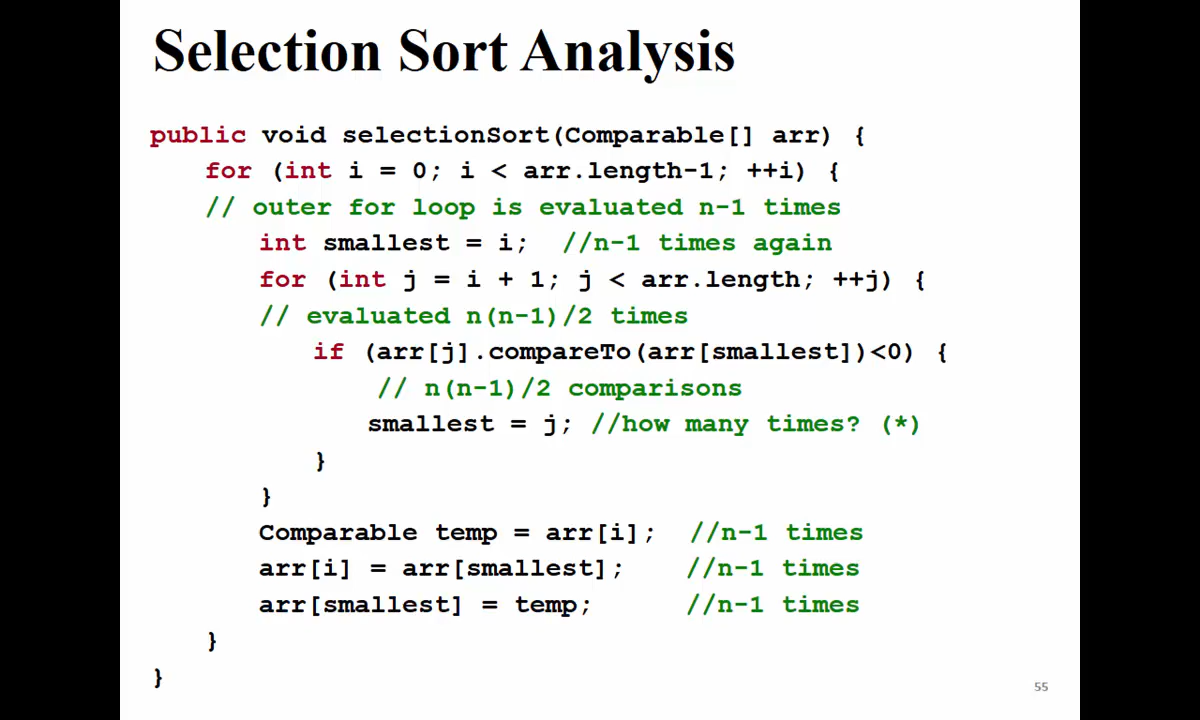 Selection Sort Analysis
public void selectionSort(Comparable[] arr) {
for (int i = 0; i < arr.length-1; ++i) {
// outer for loop is evaluated n-1 times
int smallest = i; //n-1 times again
for (int j = i + 1; j < arr.length; ++j) {
// evaluated n(n-1)/2 times
if (arr[j].compareTo(arr[smallest])<0) {
// n(n-1)/2 comparisons
smallest = j; //how many times? (*)
}
}
Comparable temp = arr[i]; //n-1 times
arr[i] = arr[smallest]; //n-1 times
arr[smallest] = temp; //n-1 times
}
}
55